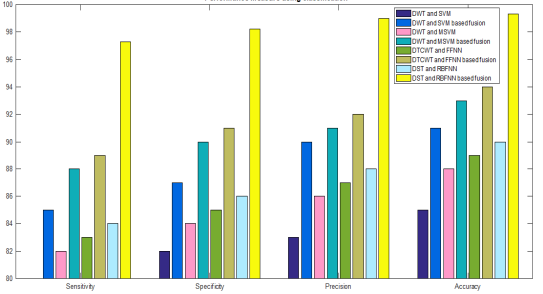 100
98
96
94
92
90
88
86
84
82
80
DWT and SVM
DWT and SVM based fusion
DWT and MSVM
DWT and MSVM based fusion
DTCWT and FFNN
DTCWT and FFNN based fusion
DST and RBFNN
DST and RBFNN based fusion
Sensitivity Specificity Precision Accuracy